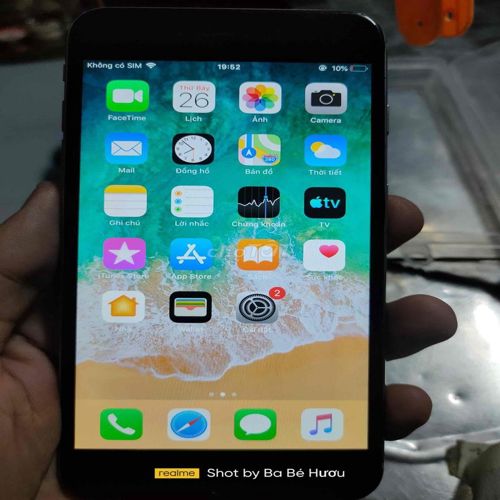 Không có SIM
19:52
10%
FaceTime
Thứ Bảy
26
Lịch
Ảnh
Camera
Mail
Đồng hồ
Bản đồ
280
Thời tiết
Ghi chú
Lời nhắc
Chứng khoán
tv
TV
iTunes Store
App Store
Sách
Sức khỏe
Nhà
Wallet
2
Cài đặt
realme
Shot by Ba Bé Hươu